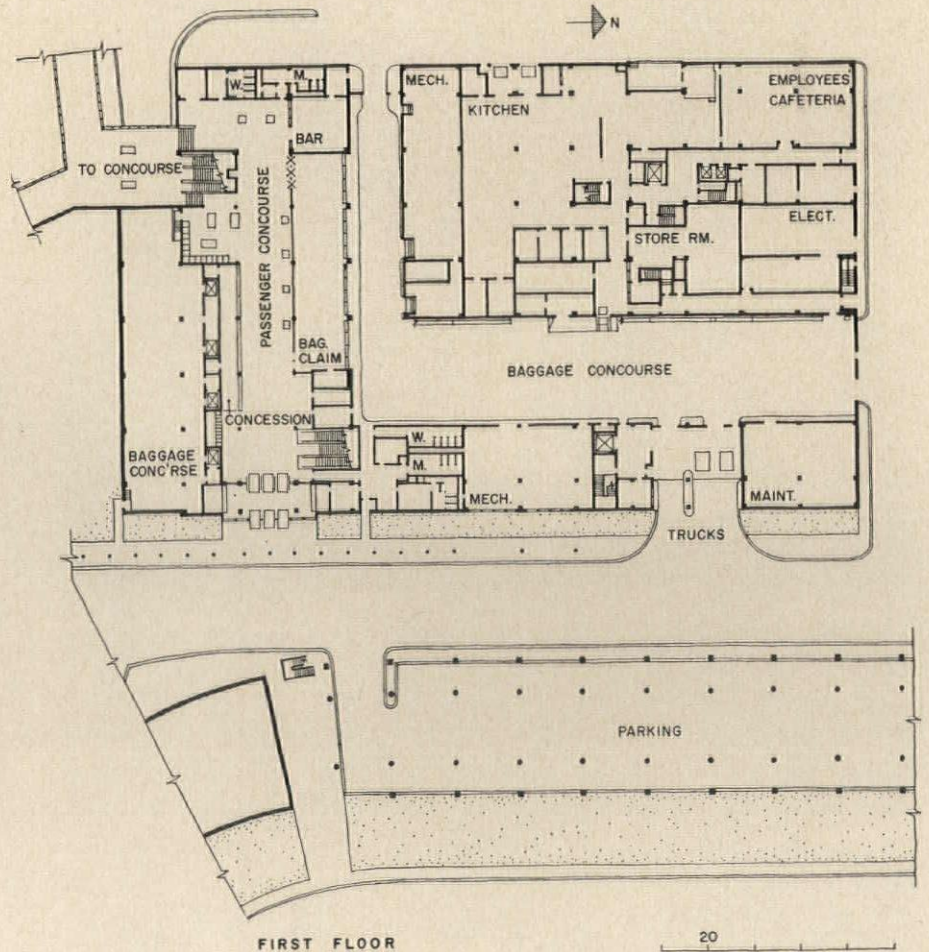 N
W.
M.
MECH.
KITCHEN
EMPLOYEES
CAFETERIA
BAR
TO CONCOURSE
PASSENGER CONCOURSE
STORE RM.
ELECT.
BAG.
CLAIM
BAGGAGE CONCOURSE
CONCESSION
BAGGAGE
CONC'RSE
W.
M.
T.
MECH.
MAINT.
TRUCKS
PARKING
FIRST FLOOR
20